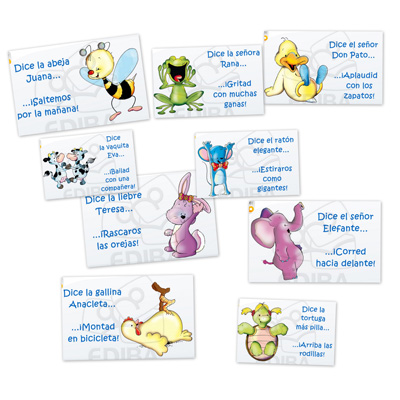 Dice la abeja
Juana...
...¡Saltemos
por la mañana!
Dice la señora
Rana...
...¡Gritad
con muchas
ganas!
Dice el señor
Don Pato...
...¡Aplaudid
con los
zapatos!
Dice
la vaquita
Eva...
...¡Bailad
con una
compañera!
Dice el ratón
elegante...
...¡Estiraros
como
gigantes!
Dice la liebre
Teresa...
...¡Rascaros
las orejas!
Dice el señor
Elefante...
...¡Corred
hacia delante!
Dice la gallina
Anacleta...
...¡Montad
en bicicleta!
Dice la
tortuga
más pilla...
...¡Arriba las
rodillas!
EDIBA